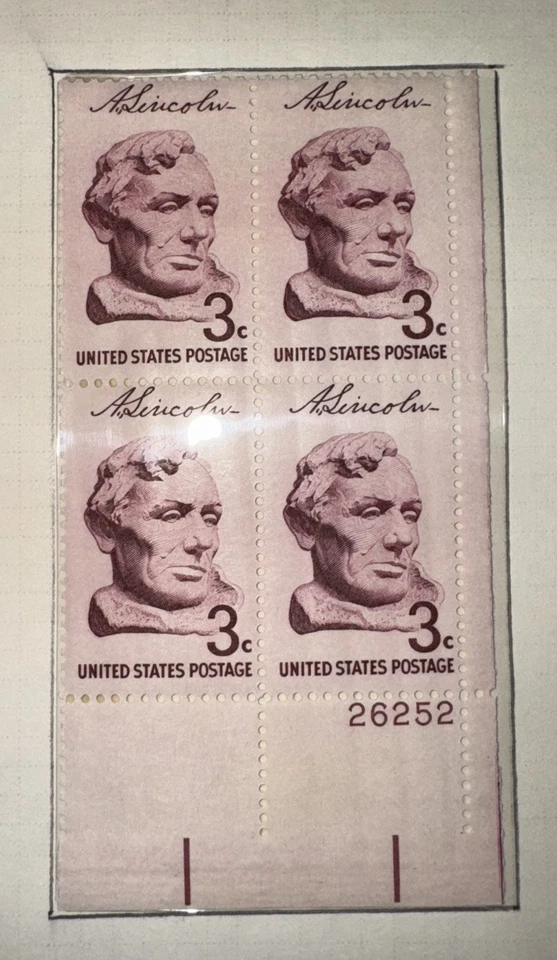 A. Lincoln
A. Lincoln
3c
3c
UNITED STATES POSTAGE
UNITED STATES POSTAGE
A. Lincoln
A. Lincoln
3c
3c
UNITED STATES POSTAGE
UNITED STATES POSTAGE
26252